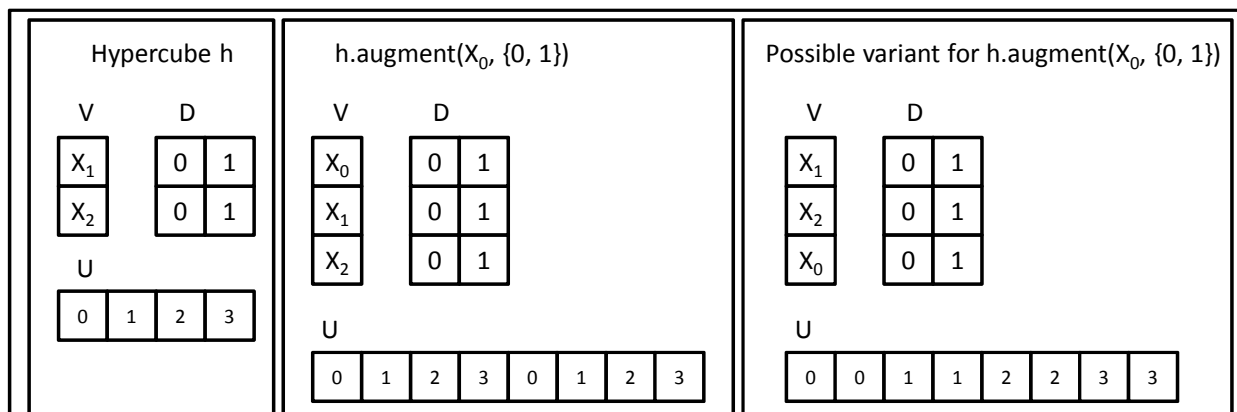 Hypercube h
V D
X₁ 0 1
X₂ 0 1
U
0 1 2 3
h.augment(X₀, {0, 1})
V D
X₀ 0 1
X₁ 0 1
X₂ 0 1
U
0 1 2 3 0 1 2 3
Possible variant for h.augment(X₀, {0, 1})
V D
X₁ 0 1
X₂ 0 1
X₀ 0 1
U
0 0 1 1 2 2 3 3